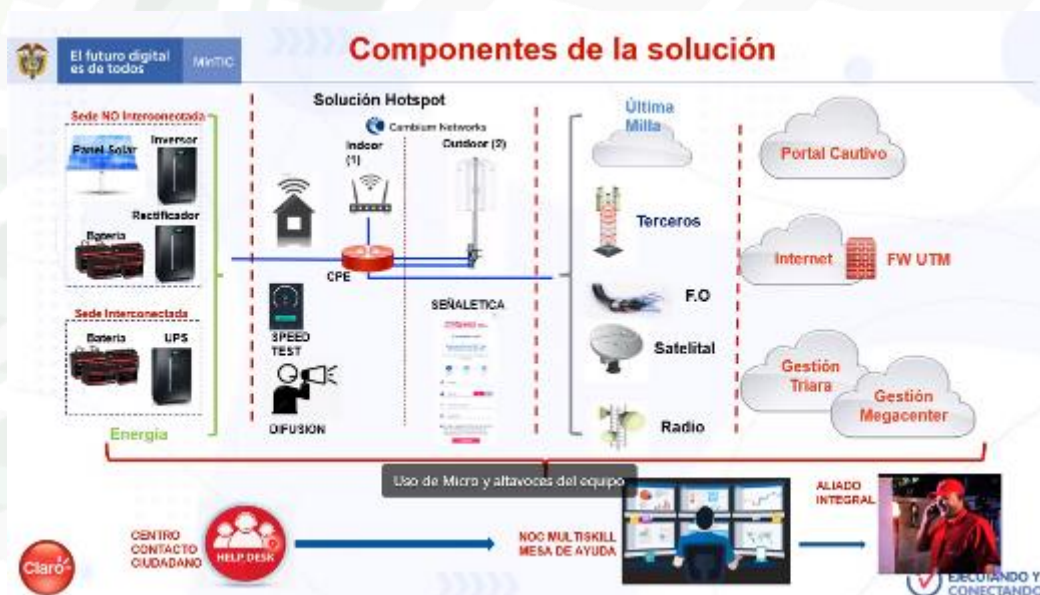 El futuro digital
es de todos
MinTIC
Componentes de la solución
Sede NO Interconectada
Panel Solar
Inversor
Rectificador
Batería
Sede Interconectada
Batería
UPS
Energía
Solución Hotspot
Cambium Networks
Indoor
(1)
Outdoor (2)
CPE
SPEED
TEST
DIFUSION
SEÑALETICA
Última
Milla
Terceros
F.O
Satelital
Radio
Portal Cautivo
Internet
FW UTM
Gestión
Triara
Gestión
Megacenter
Uso de Micro y altavoces del equipo
CENTRO
CONTACTO
CIUDADANO
HELP DESK
NOC MULTISKILL
MESA DE AYUDA
ALIADO
INTEGRAL
Claro
EJECUTANDO Y
CONECTANDO